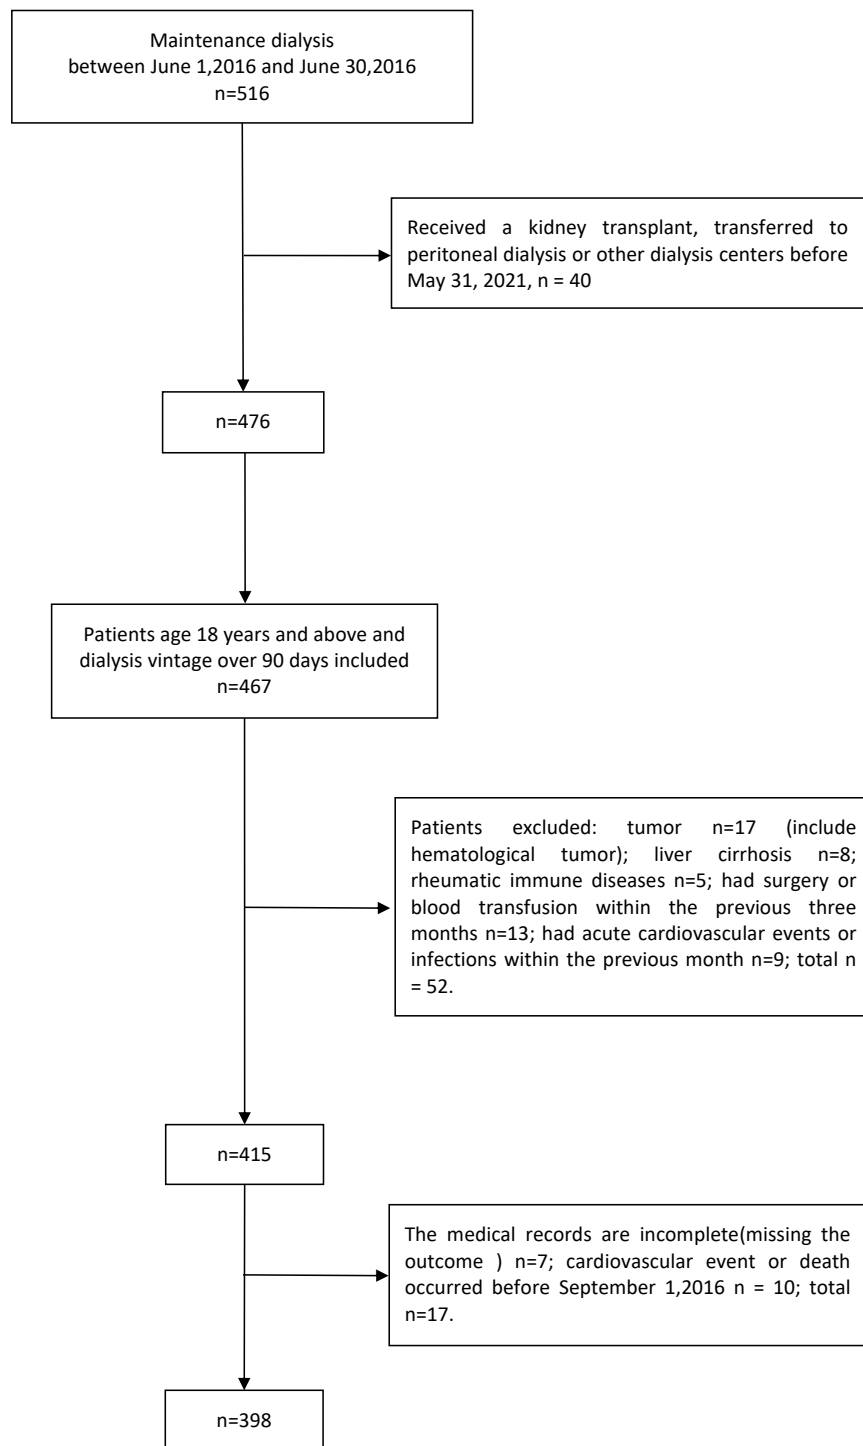 Maintenance dialysis
between June 1,2016 and June 30,2016
n=516
Received a kidney transplant, transferred to
peritoneal dialysis or other dialysis centers before
May 31, 2021, n = 40
n=476
Patients age 18 years and above and
dialysis vintage over 90 days included
n=467
Patients excluded: tumor n=17 (include
hematological tumor); liver cirrhosis n=8;
rheumatic immune diseases n=5; had surgery or
blood transfusion within the previous three
months n=13; had acute cardiovascular events or
infections within the previous month n=9; total n
= 52.
n=415
The medical records are incomplete(missing the
outcome ) n=7; cardiovascular event or death
occurred before September 1,2016 n = 10; total
n=17.
n=398